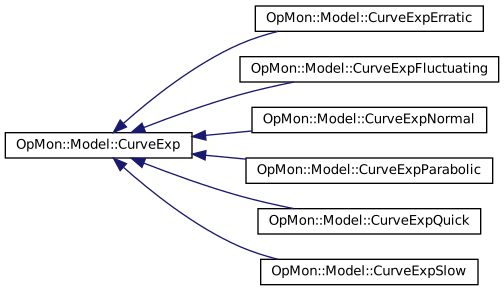 OpMon::Model::CurveExpErratic
OpMon::Model::CurveExpFluctuating
OpMon::Model::CurveExpNormal
OpMon::Model::CurveExp
OpMon::Model::CurveExpParabolic
OpMon::Model::CurveExpQuick
OpMon::Model::CurveExpSlow